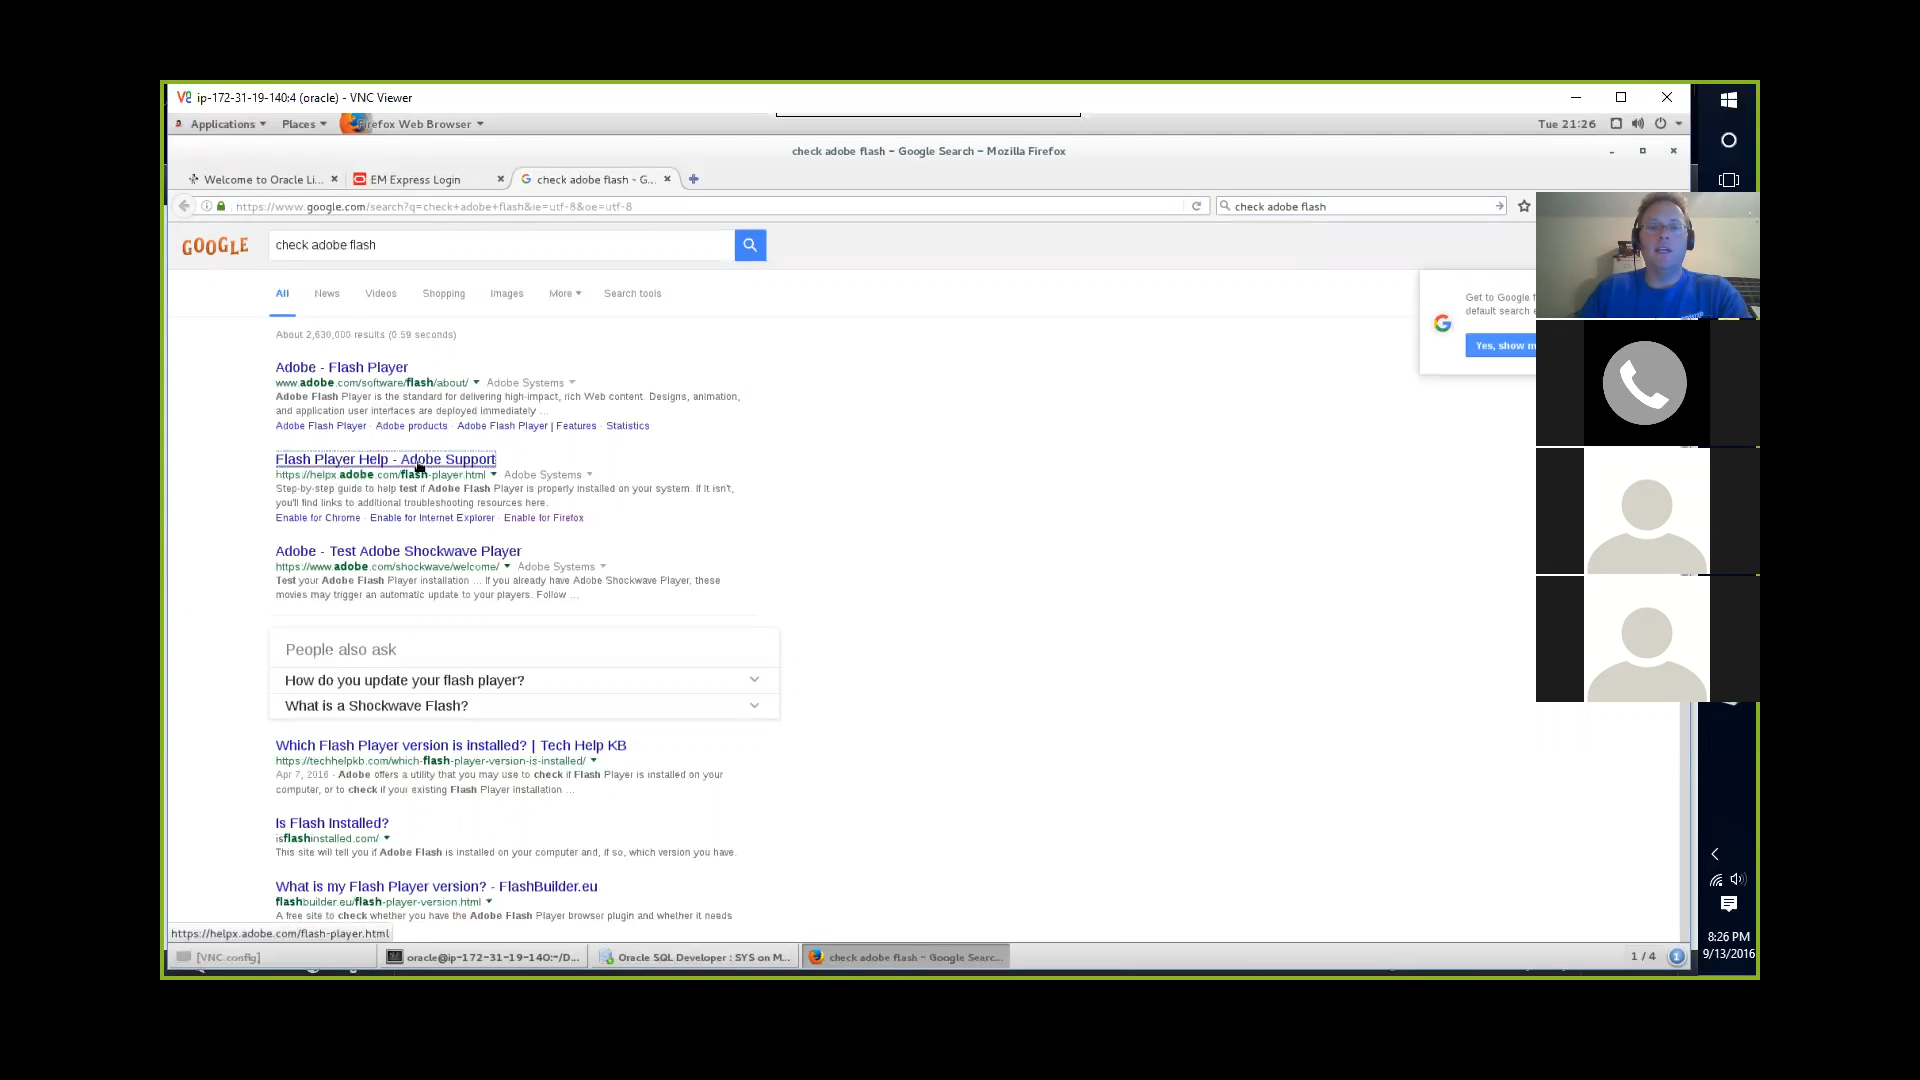 ip-172-31-19-140:4 (oracle) - VNC Viewer
Applications Places Firefox Web Browser Tue 21:26
check adobe flash - Google Search - Mozilla Firefox
Welcome to Oracle Li... EM Express Login check adobe flash - G...
https://www.google.com/search?q=check+adobe+flash&ie=utf-8&oe=utf-8 check adobe flash
GOOGLE check adobe flash
All News Videos Shopping Images More Search tools
Get to Google f
default search e
Yes, show m
About 2,630,000 results (0.59 seconds)
Adobe - Flash Player
www.adobe.com/software/flash/about/ Adobe Systems
Adobe Flash Player is the standard for delivering high-impact, rich Web content. Designs, animation,
and application user interfaces are deployed immediately ...
Adobe Flash Player · Adobe products · Adobe Flash Player | Features · Statistics
Flash Player Help - Adobe Support
https://helpx.adobe.com/flash-player.html Adobe Systems
Step-by-step guide to help test if Adobe Flash Player is properly installed on your system. If it isn't,
you'll find links to additional troubleshooting resources here.
Enable for Chrome · Enable for Internet Explorer · Enable for Firefox
Adobe - Test Adobe Shockwave Player
https://www.adobe.com/shockwave/welcome/ Adobe Systems
Test your Adobe Flash Player installation ... If you already have Adobe Shockwave Player, these
movies may trigger an automatic update to your players. Follow ...
People also ask
How do you update your flash player?
What is a Shockwave Flash?
Which Flash Player version is installed? | Tech Help KB
https://techhelpkb.com/which-flash-player-version-is-installed/
Apr 7, 2016 - Adobe offers a utility that you may use to check if Flash Player is installed on your
computer, or to check if your existing Flash Player installation ...
Is Flash Installed?
isflashinstalled.com/
This site will tell you if Adobe Flash is installed on your computer and, if so, which version you have.
What is my Flash Player version? - FlashBuilder.eu
flashbuilder.eu/flash-player-version.html
A free site to check whether you have the Adobe Flash Player browser plugin and whether it needs
https://helpx.adobe.com/flash-player.html
[VNC config] oracle@ip-172-31-19-140:~/D... Oracle SQL Developer : SYS on M... check adobe flash - Google Searc... 1 / 4 1
8:26 PM
9/13/2016